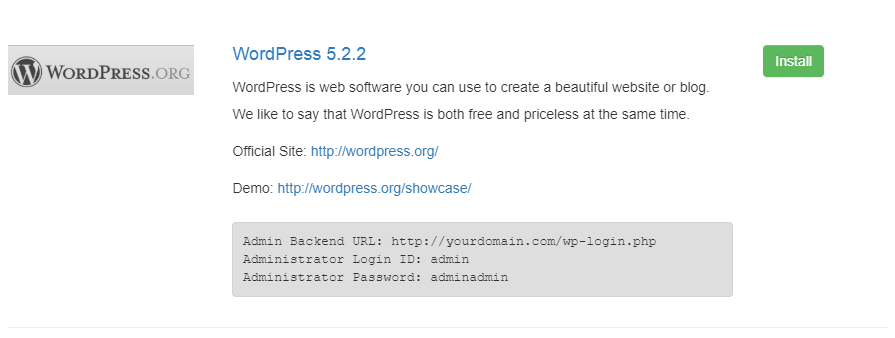 WORDPRESS.ORG
WordPress 5.2.2
Install
WordPress is web software you can use to create a beautiful website or blog.
We like to say that WordPress is both free and priceless at the same time.
Official Site: http://wordpress.org/
Demo: http://wordpress.org/showcase/
Admin Backend URL: http://yourdomain.com/wp-login.php
Administrator Login ID: admin
Administrator Password: adminadmin